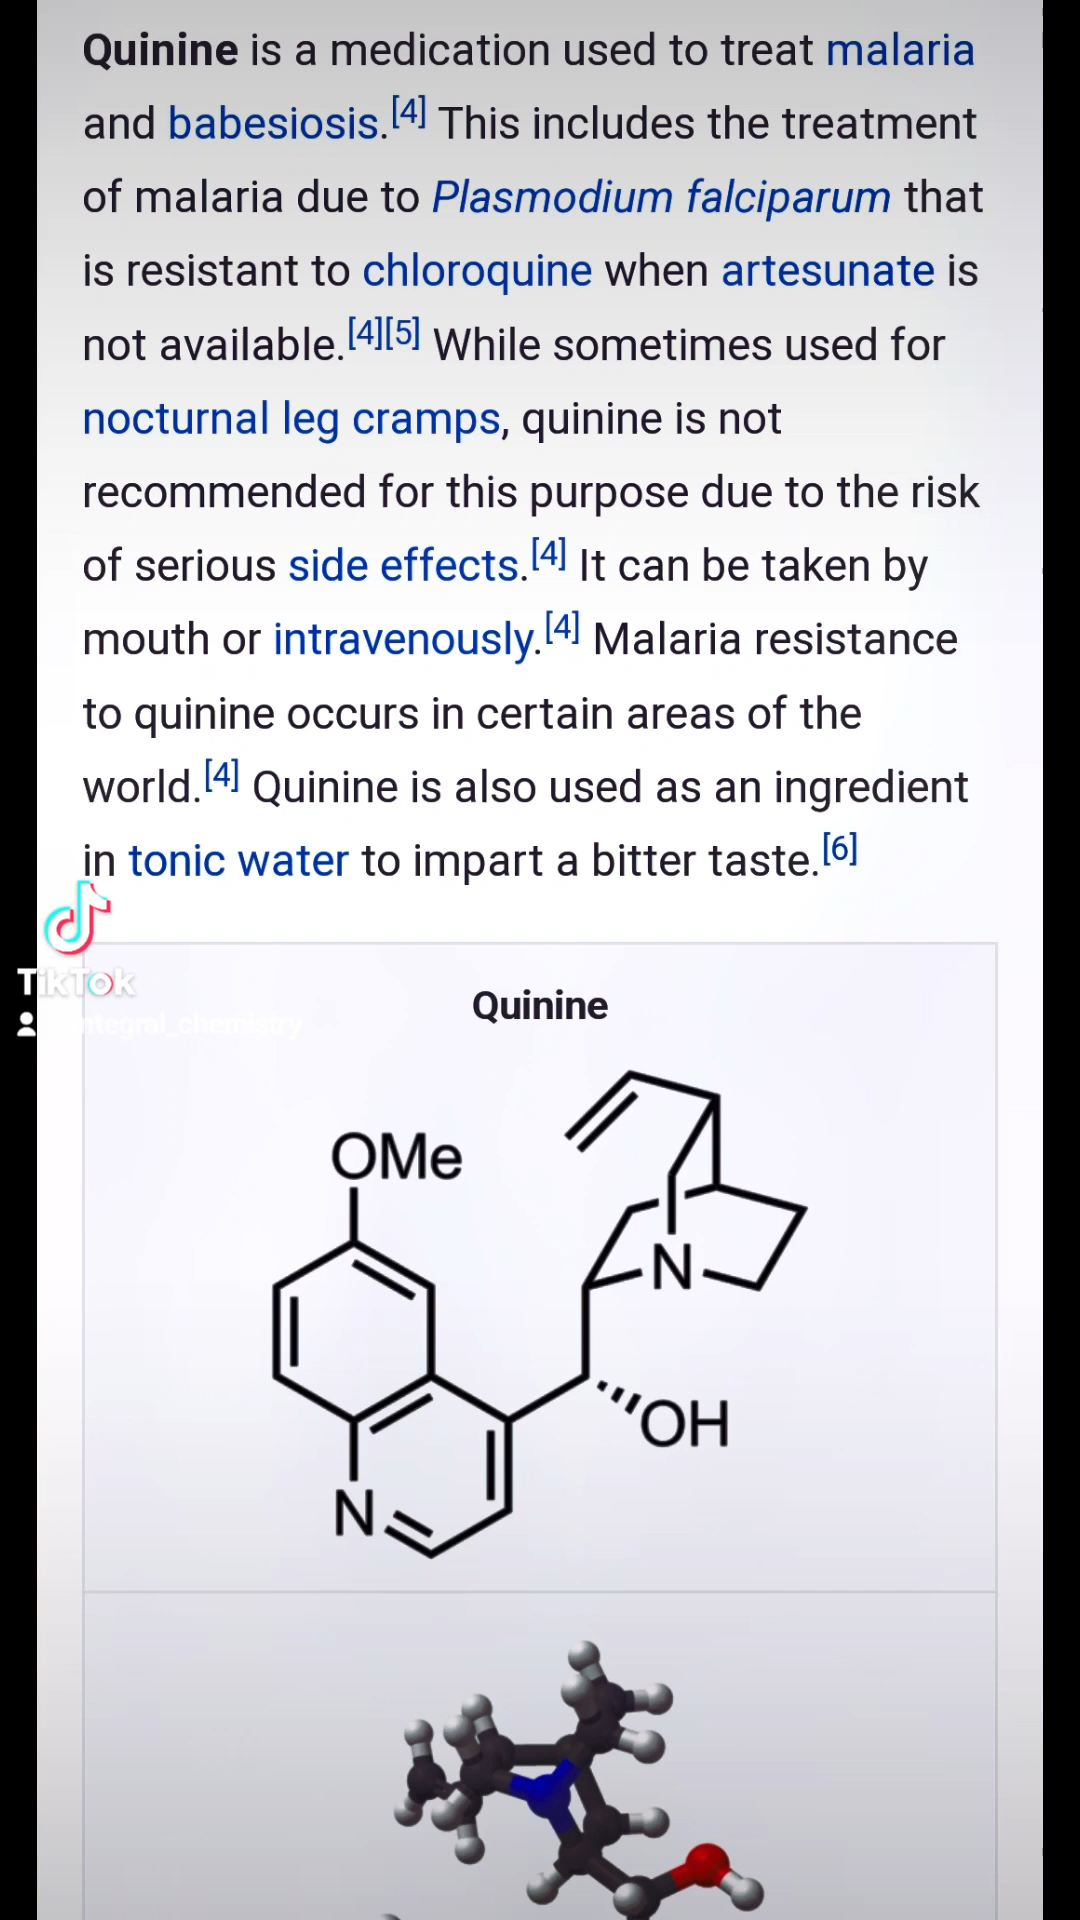 Quinine is a medication used to treat malaria
and babesiosis.[4] This includes the treatment
of malaria due to Plasmodium falciparum that
is resistant to chloroquine when artesunate is
not available.[4][5] While sometimes used for
nocturnal leg cramps, quinine is not
recommended for this purpose due to the risk
of serious side effects.[4] It can be taken by
mouth or intravenously.[4] Malaria resistance
to quinine occurs in certain areas of the
world.[4] Quinine is also used as an ingredient
in tonic water to impart a bitter taste.[6]
TikTok
Quinine
OMe
N
OH
N